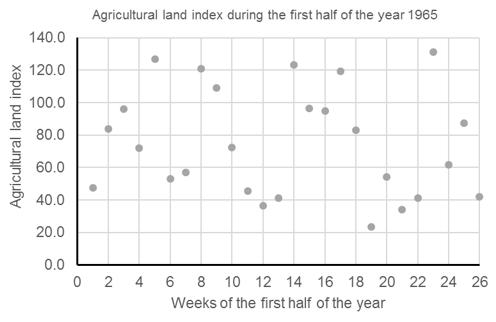 Agricultural land index during the first half of the year 1965
140.0
120.0
100.0
80.0
60.0
40.0
20.0
0.0
Agricultural land index
0 2 4 6 8 10 12 14 16 18 20 22 24 26
Weeks of the first half of the year